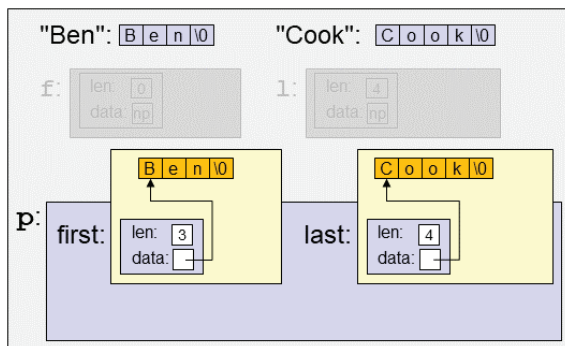 "Ben": B e n \0 "Cook": C o o k \0
f: len: 0 l: len: 4
data: np data: np
B e n \0 C o o k \0
p: first: len: 3 last: len: 4
data: data: